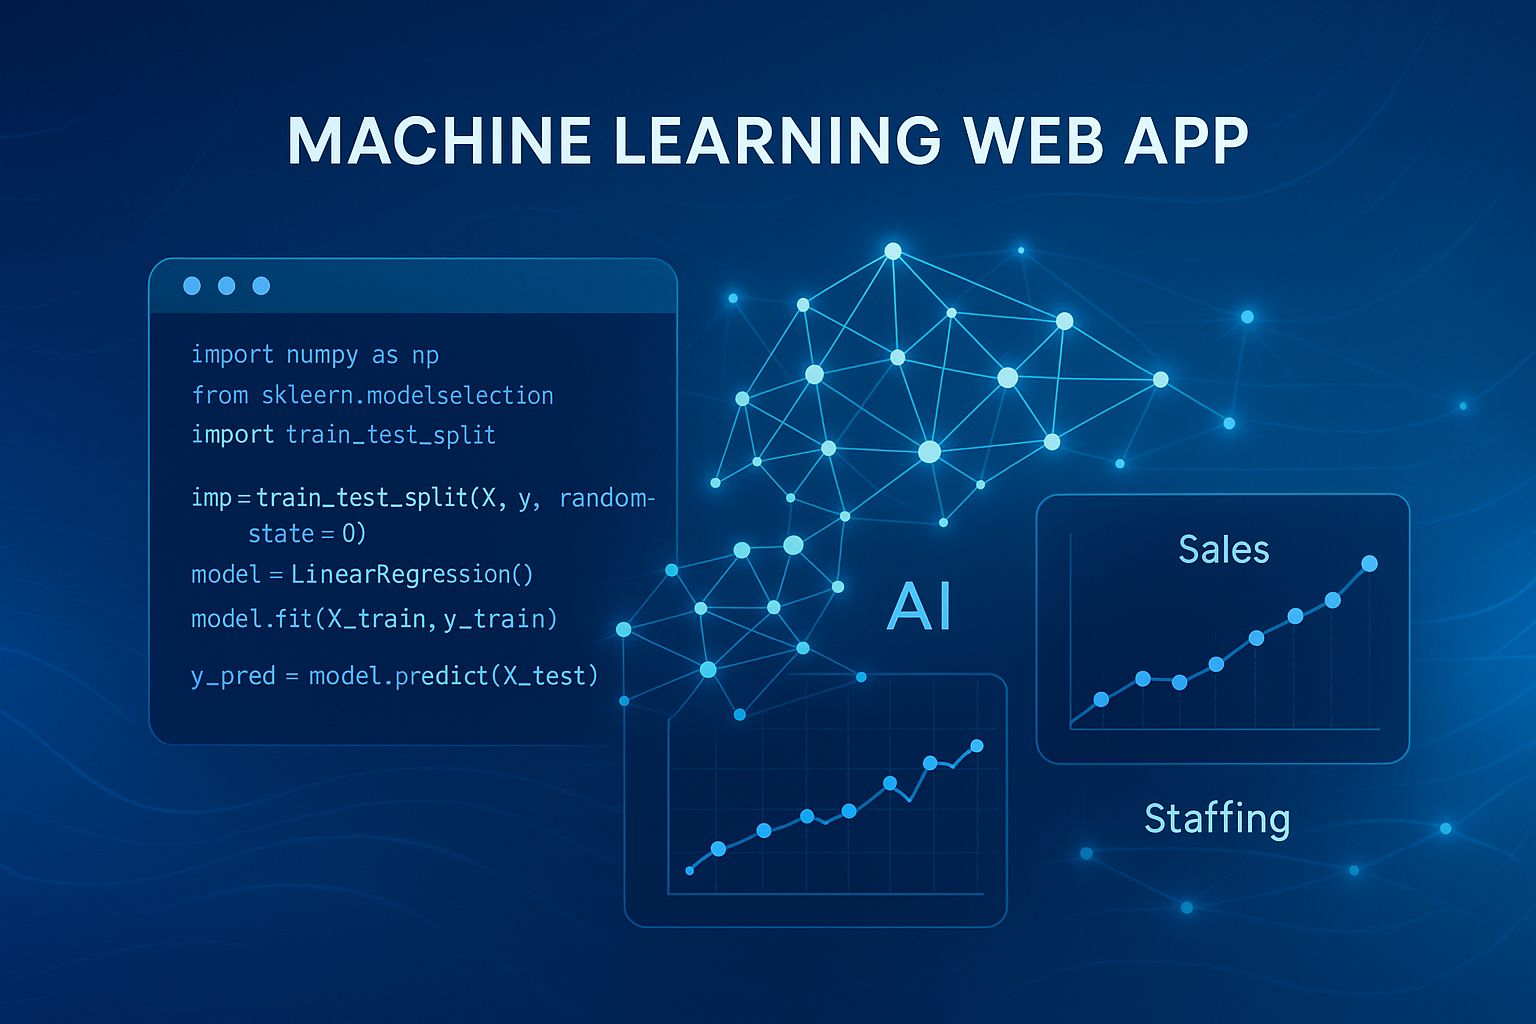 MACHINE LEARNING WEB APP
import numpy as np
from skleern.modelselection
import train_test_split
imp = train_test_split(X, y, random-
state = 0)
model = LinearRegression()
model.fit(X_train, y_train)
y_pred = model.predict(X_test)
AI
Sales
Staffing